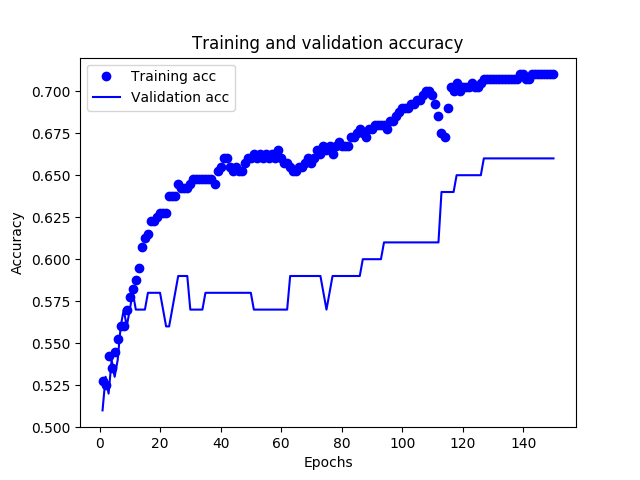 Training and validation accuracy
Training acc
Validation acc
0.700
0.675
0.650
0.625
0.600
0.575
0.550
0.525
0.500
Accuracy
0 20 40 60 80 100 120 140
Epochs